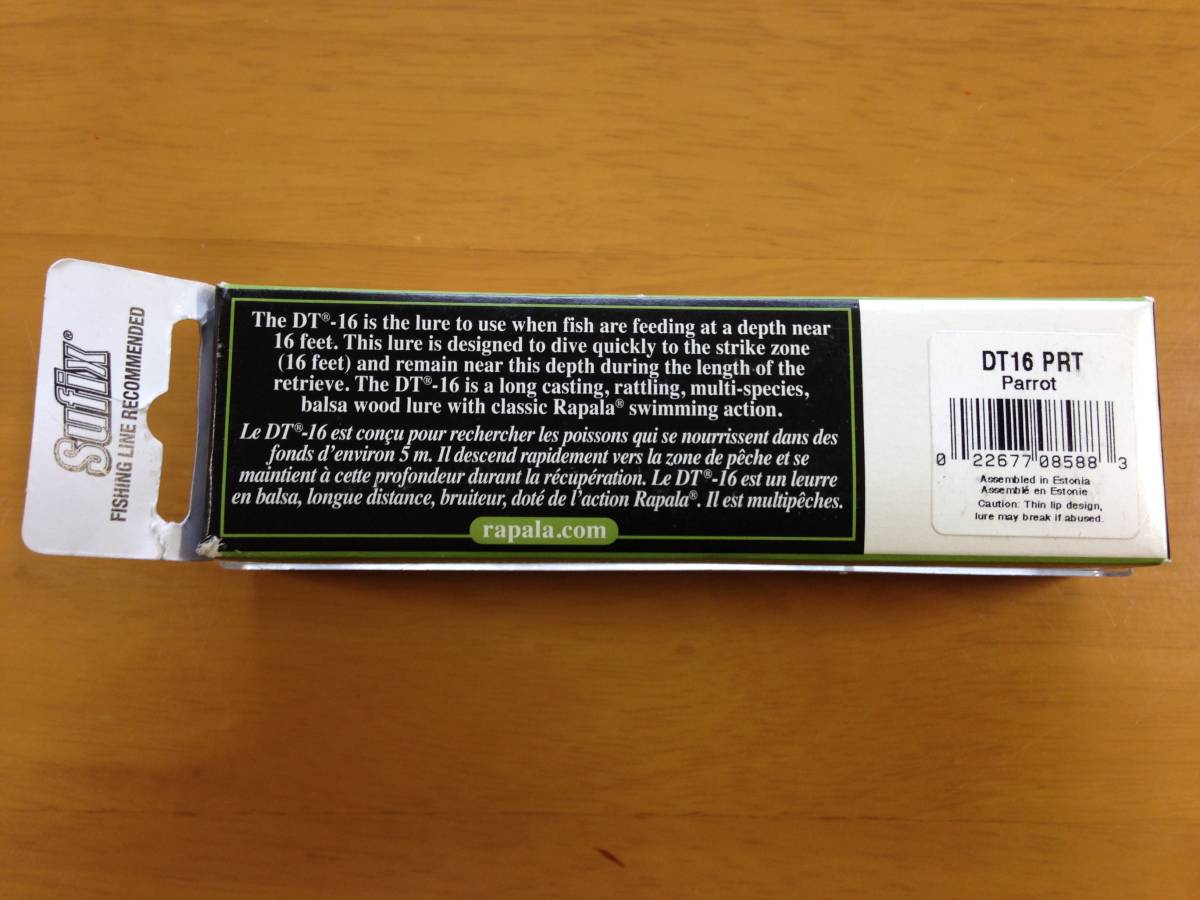 Sufix®
FISHING LINE RECOMMENDED
The DT®-16 is the lure to use when fish are feeding at a depth near
16 feet. This lure is designed to dive quickly to the strike zone
(16 feet) and remain near this depth during the length of the
retrieve. The DT®-16 is a long casting, rattling, multi-species,
balsa wood lure with classic Rapala® swimming action.
Le DT®-16 est conçu pour rechercher les poissons qui se nourrissent dans des
fonds d'environ 5 m. Il descend rapidement vers la zone de pêche et se
maintient à cette profondeur durant la récupération. Le DT®-16 est un leurre
en balsa, longue distance, bruiteur, doté de l'action Rapala®. Il est multipêches.
rapala.com
DT16 PRT
Parrot
0 22677 08588 3
Assembled in Estonia
Assemblé en Estonie
Caution: Thin lip design,
lure may break if abused.